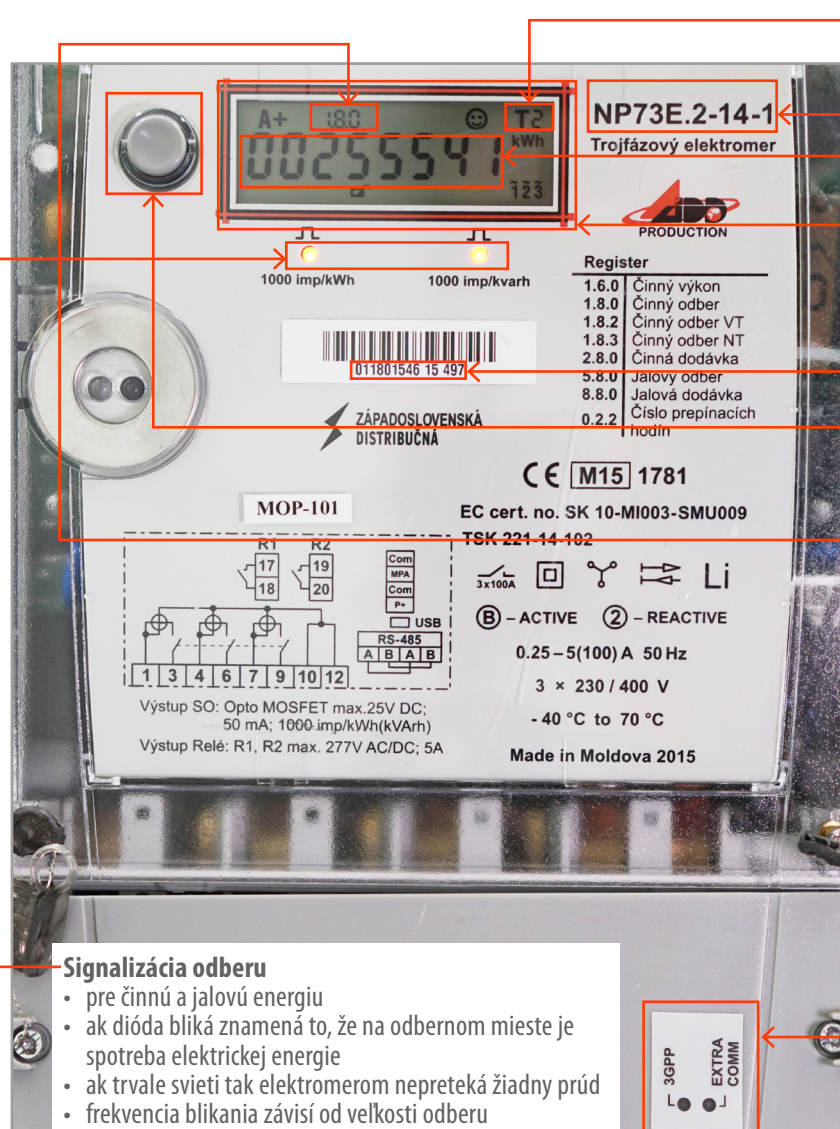 A+ 1.8.0 T2
kWh
00255541
123
NP73E.2-14-1
Trojfázový elektromer
ADD
PRODUCTION
1000 imp/kWh 1000 imp/kvarh
Register
1.6.0 Činný výkon
1.8.0 Činný odber
1.8.2 Činný odber VT
1.8.3 Činný odber NT
2.8.0 Činná dodávka
5.8.0 Jalový odber
8.8.0 Jalová dodávka
0.2.2 Číslo prepínacích
hodín
011801546 15 497
ZÁPADOSLOVENSKÁ
DISTRIBUČNÁ
CE M15 1781
MOP-101
EC cert. no. SK 10-MI003-SMU009
TSK 221-14-102
R1 R2
17 19
18 20
Com
MPA
Com
P+
USB
RS-485
A B A B
1 3 4 6 7 9 10 12
3x100A
Li
B – ACTIVE 2 – REACTIVE
0.25 – 5(100) A 50 Hz
3 × 230 / 400 V
- 40 °C to 70 °C
Made in Moldova 2015
Výstup SO: Opto MOSFET max.25V DC;
50 mA; 1000 imp/kWh(kVArh)
Výstup Relé: R1, R2 max. 277V AC/DC; 5A
Signalizácia odberu
• pre činnú a jalovú energiu
• ak dióda bliká znamená to, že na odbernom mieste je
spotreba elektrickej energie
• ak trvale svieti tak elektromerom nepreteká žiadny prúd
• frekvencia blikania závisí od veľkosti odberu
3GPP
EXTRA
COMM